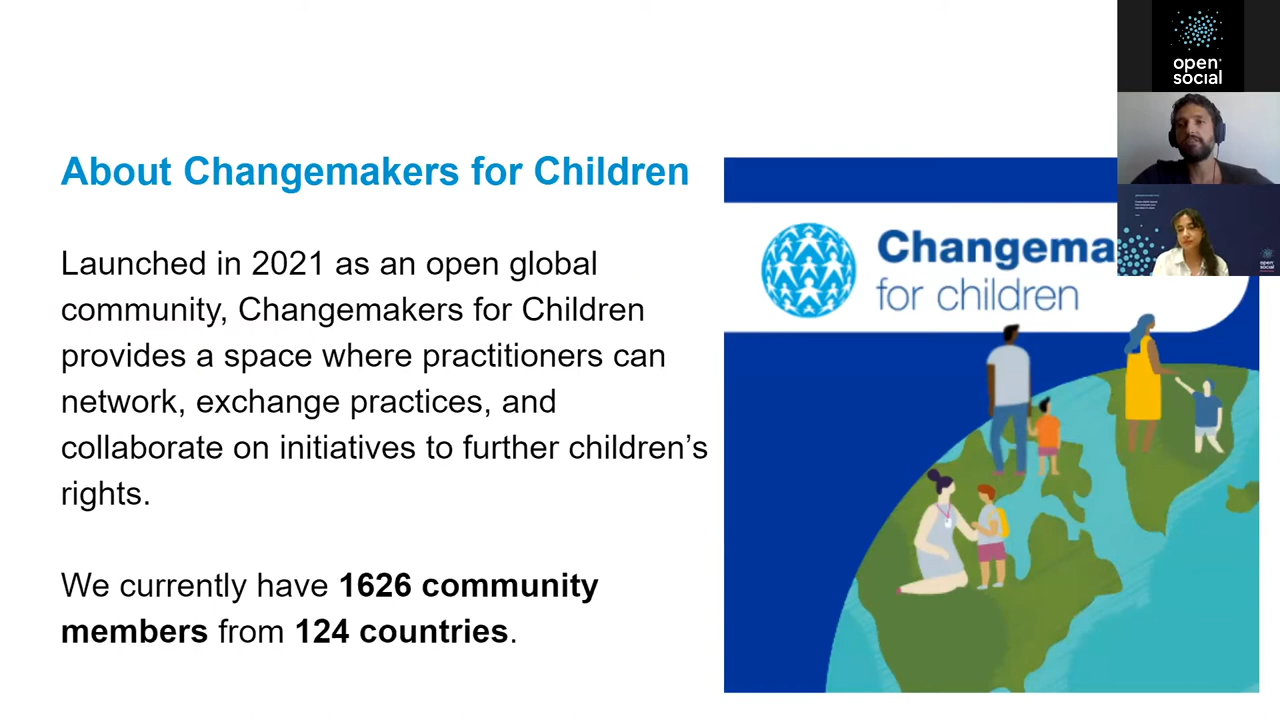 open
social
About Changemakers for Children
Launched in 2021 as an open global
community, Changemakers for Children
provides a space where practitioners can
network, exchange practices, and
collaborate on initiatives to further children’s
rights.
We currently have 1626 community
members from 124 countries.
Changema
for children
open
social